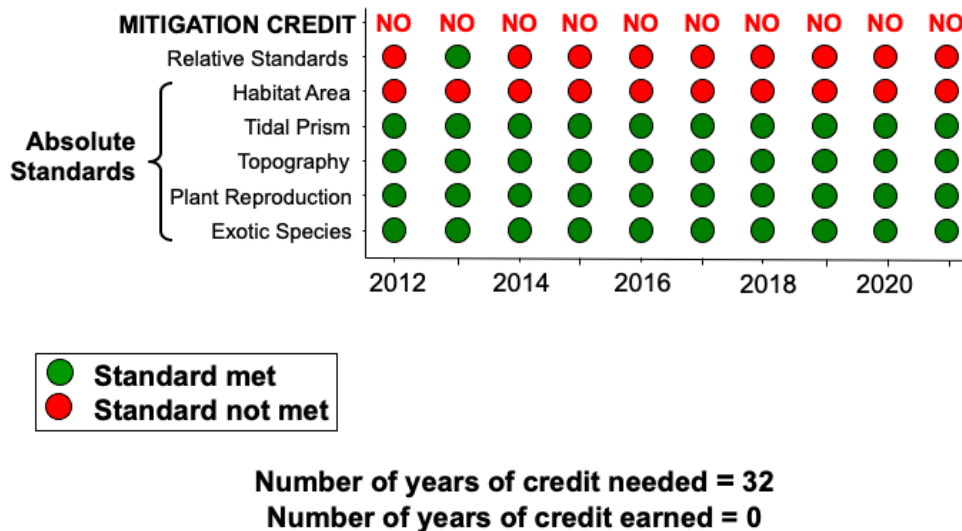 MITIGATION CREDIT NO NO NO NO NO NO NO NO NO NO
Relative Standards
Habitat Area
Absolute Standards
Tidal Prism
Topography
Plant Reproduction
Exotic Species
2012 2014 2016 2018 2020
Standard met
Standard not met
Number of years of credit needed = 32
Number of years of credit earned = 0